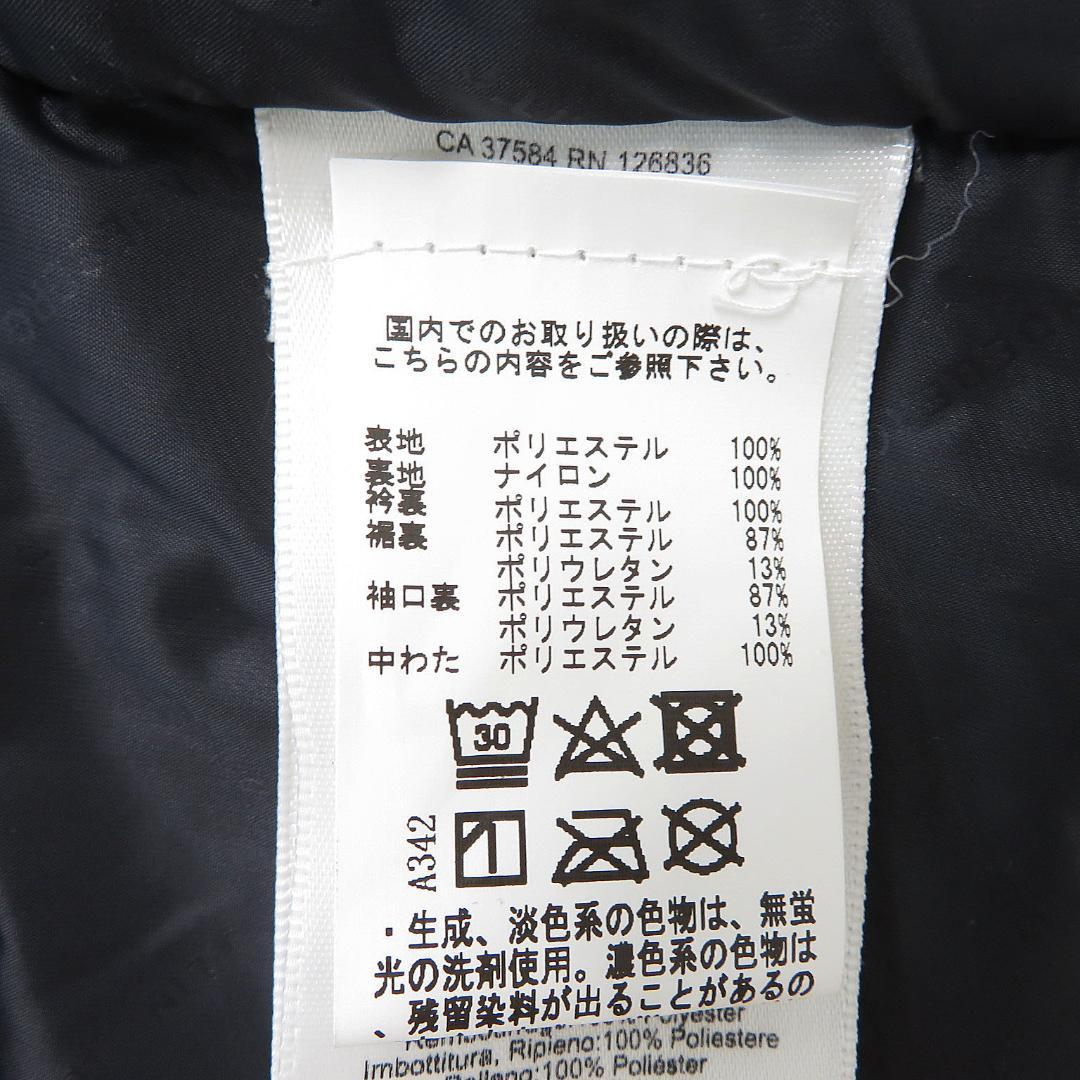 CA 37584 RN 126836
国内でのお取り扱いの際は、
こちらの内容をご参照下さい。
表地 ポリエステル 100%
裏地 ナイロン 100%
衿裏 ポリエステル 100%
裾裏 ポリエステル 87%
ポリウレタン 13%
袖口裏 ポリエステル 87%
ポリウレタン 13%
中わた ポリエステル 100%
30
A342
・生成、淡色系の色物は、無蛍
光の洗剤使用。濃色系の色物は
、残留染料が出ることがあるの
Polyester
Imbottitura, Ripieno:100% Poliestere
100% Poliéster